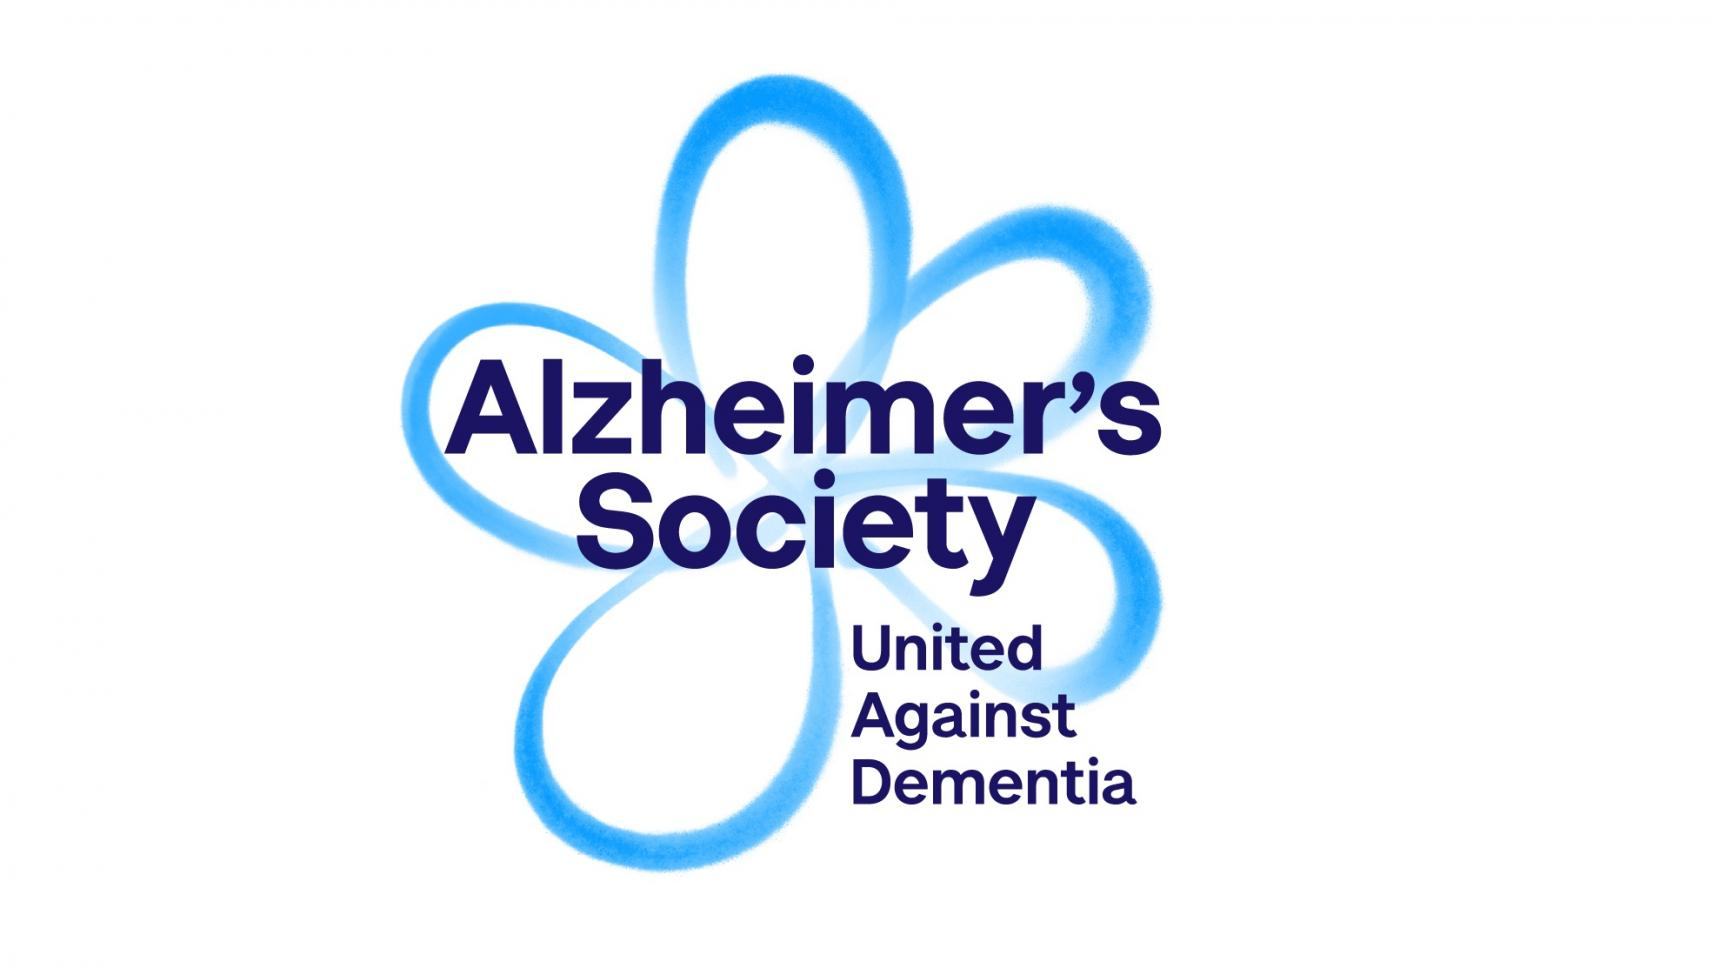 Alzheimer’s
Society
United
Against
Dementia